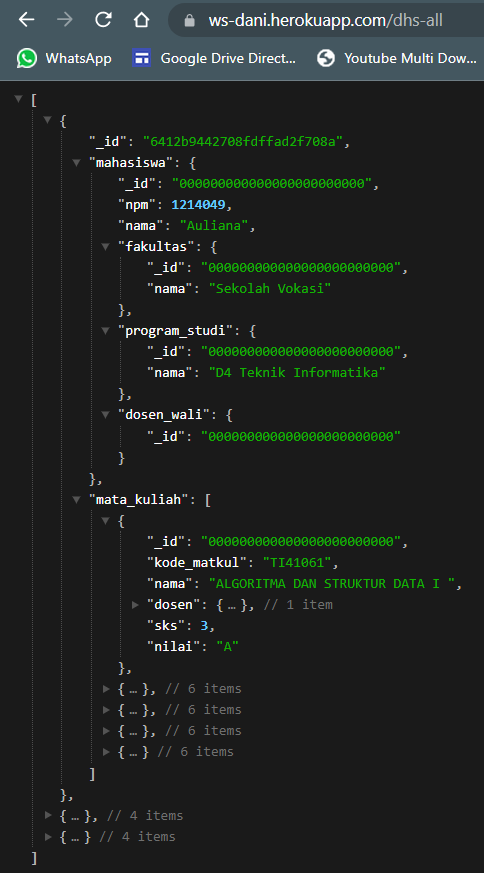 ws-dani.herokuapp.com/dhs-all
WhatsApp Google Drive Direct... Youtube Multi Dow...
[
{
"_id": "6412b9442708fdffad2f708a",
"mahasiswa": {
"_id": "000000000000000000000000",
"npm": 1214049,
"nama": "Auliana",
"fakultas": {
"_id": "000000000000000000000000",
"nama": "Sekolah Vokasi"
},
"program_studi": {
"_id": "000000000000000000000000",
"nama": "D4 Teknik Informatika"
},
"dosen_wali": {
"_id": "000000000000000000000000"
}
},
"mata_kuliah": [
{
"_id": "000000000000000000000000",
"kode_matkul": "TI41061",
"nama": "ALGORITMA DAN STRUKTUR DATA I ",
"dosen": { … }, // 1 item
"sks": 3,
"nilai": "A"
},
{ … }, // 6 items
{ … }, // 6 items
{ … }, // 6 items
{ … } // 6 items
]
},
{ … }, // 4 items
{ … } // 4 items
]